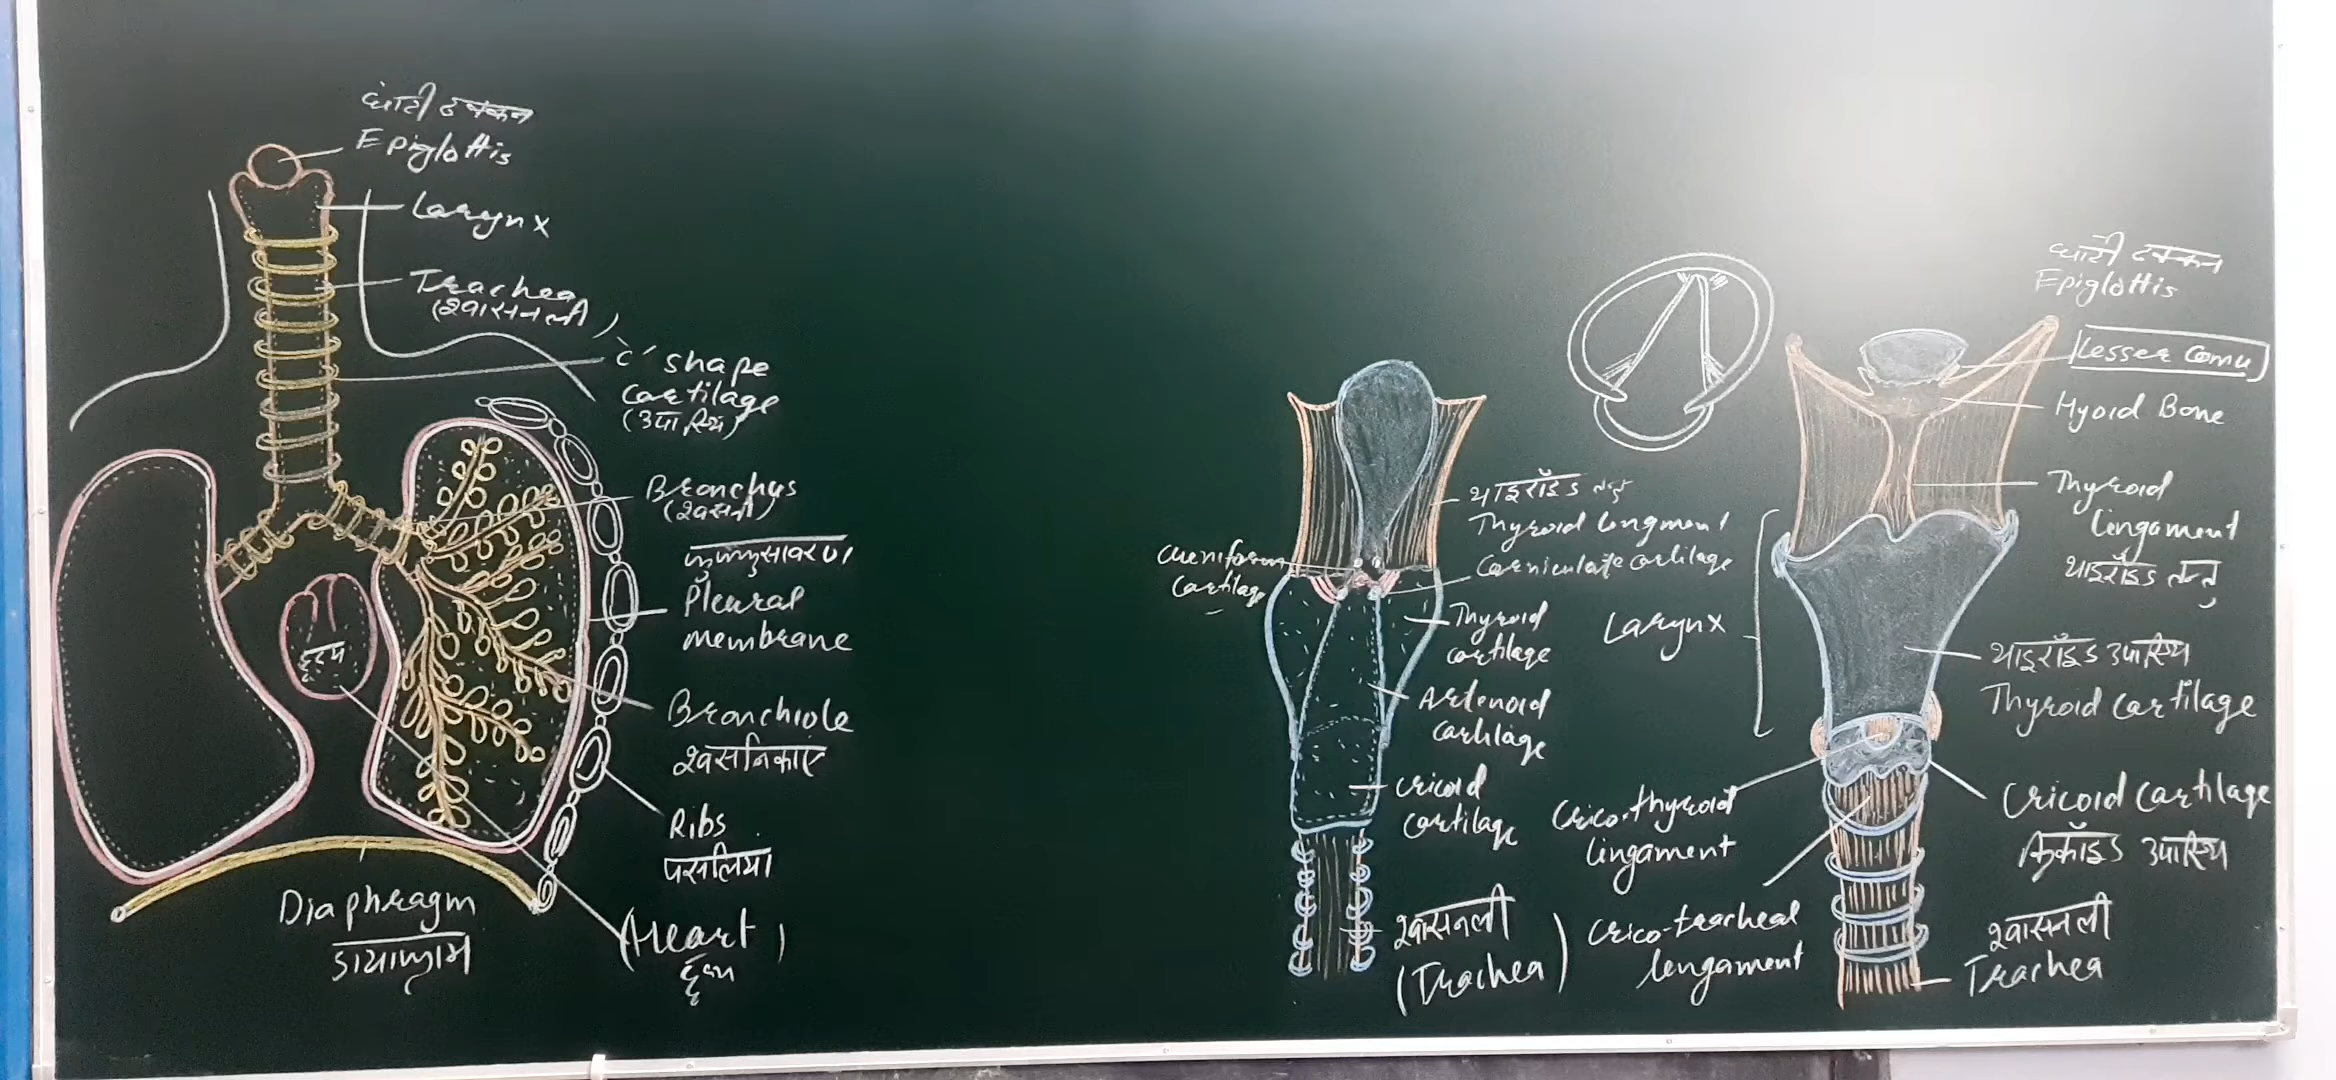 घांटी ढक्कन
Epiglottis
Larynx
Trachea
(श्वासनली)
'C' shape
cartilage
(उपास्थि)
Bronchus
(श्वसनी)
फुफ्फुसावरण
Pleural
membrane
Bronchiole
श्वसनिकाए
Ribs
पसलिया
(Heart)
हृदय
हृदय
Diaphragm
डायाफ्राम
थाइरॉइड तन्तु
Thyroid Longment
Cuneiform
cartilage
Corniculate cartilage
Thyroid
cartilage
Artenoid
cartilage
Cricoid
cartilage
श्वासनली
(Trachea)
घांटी ढक्कन
Epiglottis
Lesser Cornu
Hyoid Bone
Thyroid
Lingament
थाइरॉइड तन्तु
Larynx
थाइरॉइड उपास्थि
Thyroid cartilage
Crico-thyroid
Lingament
Cricoid cartilage
क्रिकॉइड उपास्थि
Crico-tracheal
Lengament
श्वासनली
Trachea